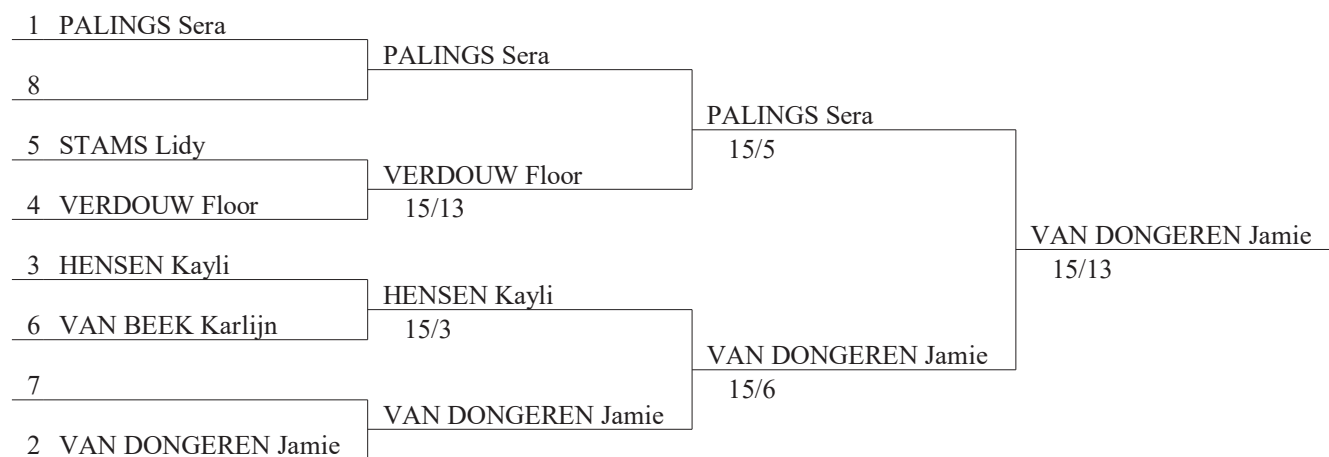 1 PALINGS Sera
PALINGS Sera
8
PALINGS Sera
15/5
5 STAMS Lidy
VERDOUW Floor
15/13
4 VERDOUW Floor
VAN DONGEREN Jamie
15/13
3 HENSEN Kayli
HENSEN Kayli
15/3
6 VAN BEEK Karlijn
VAN DONGEREN Jamie
15/6
7
VAN DONGEREN Jamie
2 VAN DONGEREN Jamie